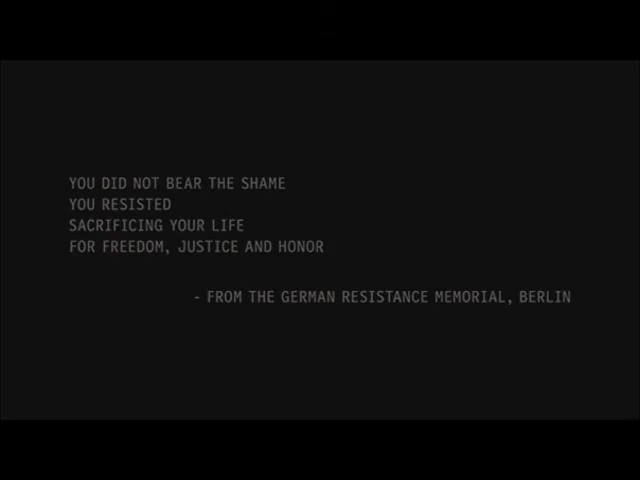 YOU DID NOT BEAR THE SHAME
YOU RESISTED
SACRIFICING YOUR LIFE
FOR FREEDOM, JUSTICE AND HONOR
- FROM THE GERMAN RESISTANCE MEMORIAL, BERLIN